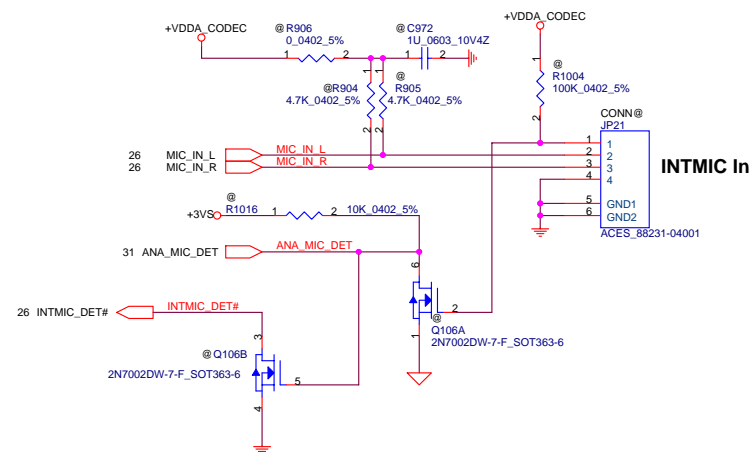 +VDDA_CODEC
@ R906
0_0402_5%
1 2
@ C972
1U_0603_10V4Z
1 2
+VDDA_CODEC
@
R1004
100K_0402_5%
1
2
@R904
4.7K_0402_5%
1
2
@
R905
4.7K_0402_5%
1
2
CONN@
JP21
1 1
2 2
3 3
4 4
5 GND1
6 GND2
ACES_88231-04001
INTMIC In
26 MIC_IN_L MIC_IN_L
26 MIC_IN_R MIC_IN_R
@
+3VS R1016 1 2 10K_0402_5%
31 ANA_MIC_DET ANA_MIC_DET
6
2
1
@
Q106A
2N7002DW-7-F_SOT363-6
26 INTMIC_DET# INTMIC_DET#
3
@ Q106B
2N7002DW-7-F_SOT363-6
5
4